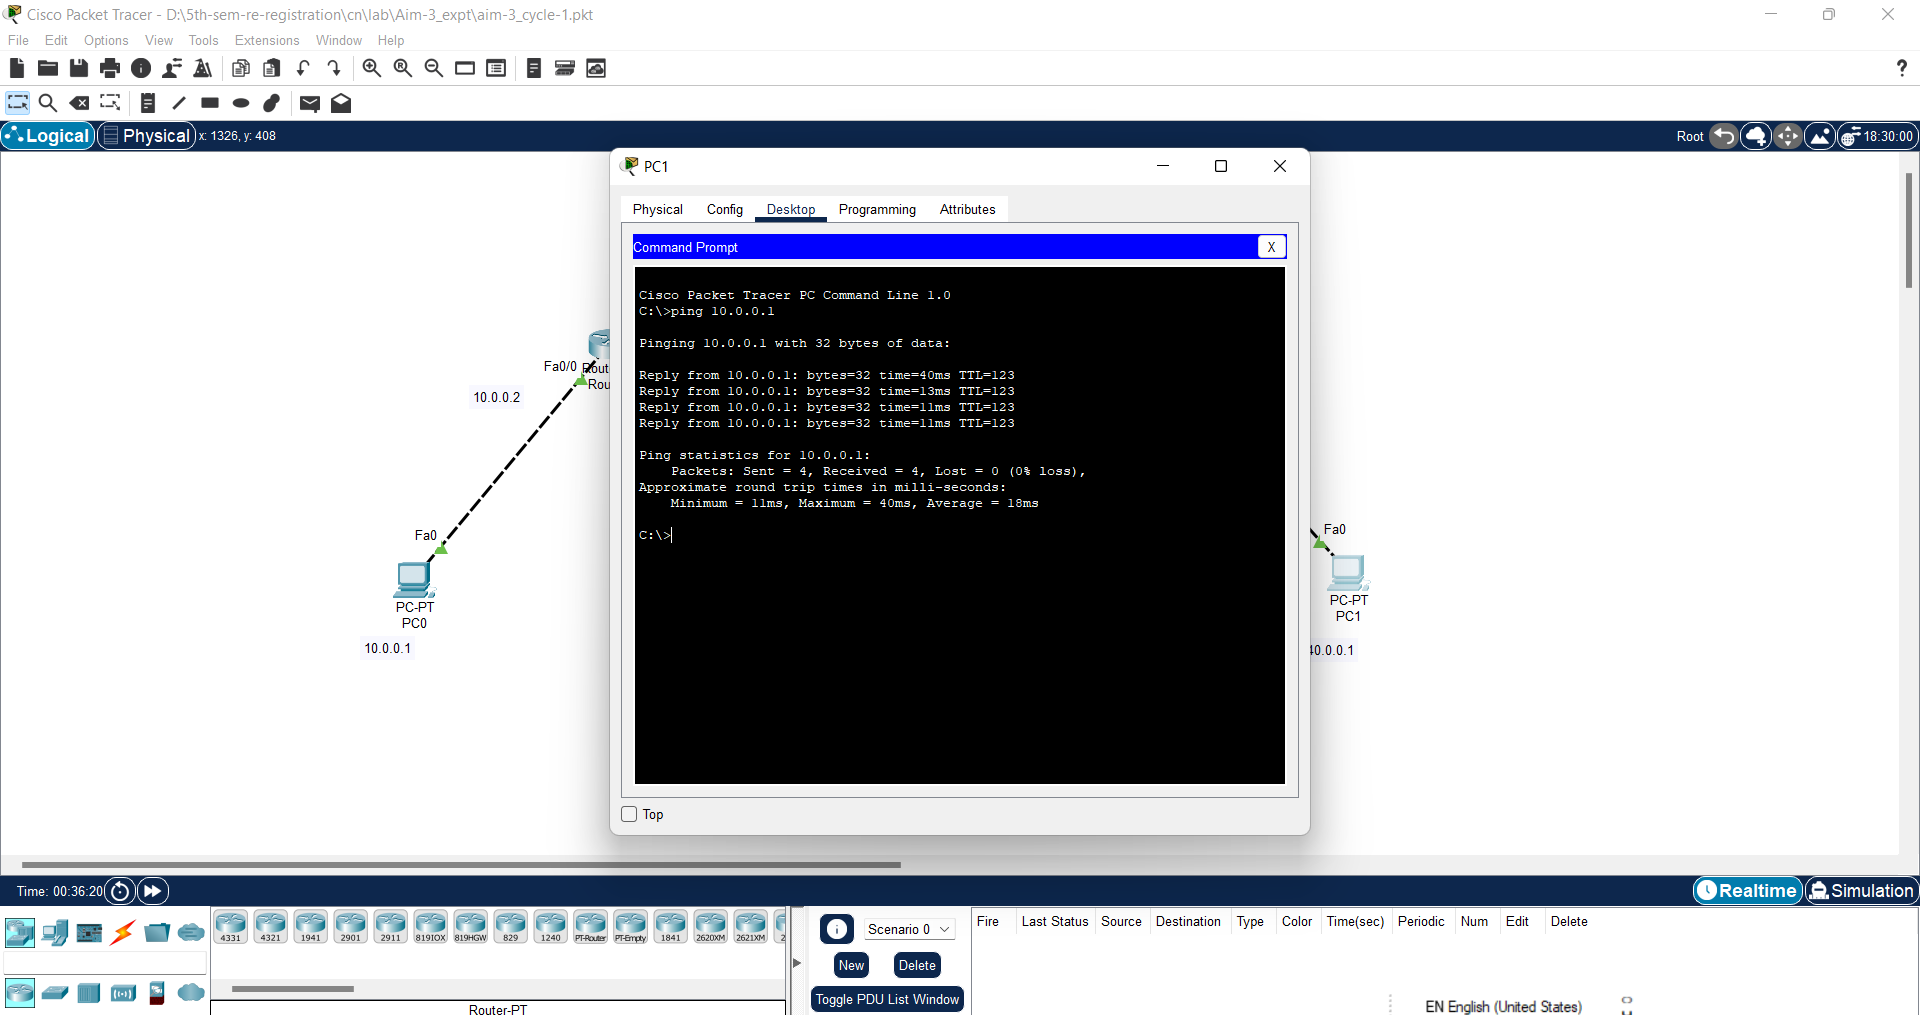 Cisco Packet Tracer - D:\5th-sem-re-registration\cn\lab\Aim-3_expt\aim-3_cycle-1.pkt
File Edit Options View Tools Extensions Window Help
?
Logical Physical x: 1326, y: 408 Root 18:30:00
PC1
Physical Config Desktop Programming Attributes
Command Prompt X
Cisco Packet Tracer PC Command Line 1.0
C:\>ping 10.0.0.1
Pinging 10.0.0.1 with 32 bytes of data:
Reply from 10.0.0.1: bytes=32 time=40ms TTL=123
Reply from 10.0.0.1: bytes=32 time=13ms TTL=123
Reply from 10.0.0.1: bytes=32 time=11ms TTL=123
Reply from 10.0.0.1: bytes=32 time=11ms TTL=123
Ping statistics for 10.0.0.1:
Packets: Sent = 4, Received = 4, Lost = 0 (0% loss),
Approximate round trip times in milli-seconds:
Minimum = 11ms, Maximum = 40ms, Average = 18ms
C:\>
Top
Fa0/0 Rout
Rou
10.0.0.2
Fa0
PC-PT
PC0
10.0.0.1
Fa0
PC-PT
PC1
40.0.0.1
Time: 00:36:20 Realtime Simulation
4331 4321 1941 2901 2911 819IOX 819HGW 829 1240 PT-Router PT-Empty 1841 2620XM 2621XM 2
Router-PT
Scenario 0
New Delete
Toggle PDU List Window
Fire Last Status Source Destination Type Color Time(sec) Periodic Num Edit Delete
EN English (United States)